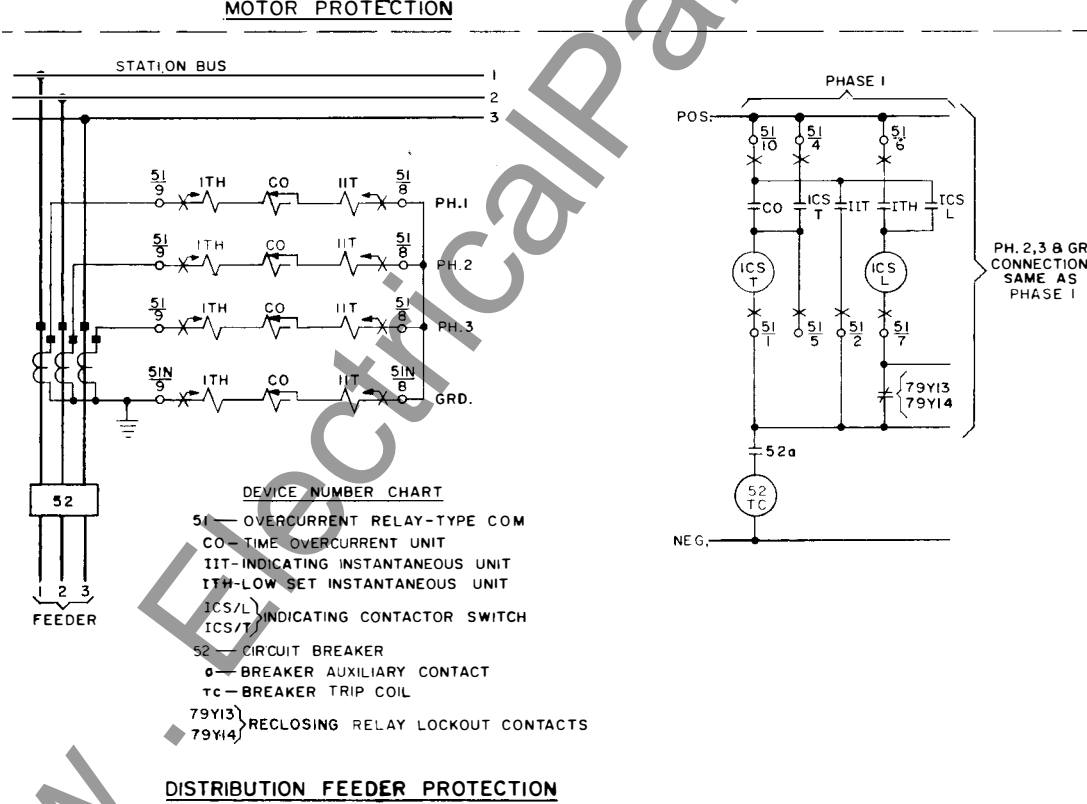 MOTOR PROTECTION
STATION BUS
1
2
3
51/9 ITH CO IIT 51/8 PH.1
51/9 ITH CO IIT 51/8 PH.2
51/9 ITH CO IIT 51/8 PH.3
51N/9 ITH CO IIT 51N/8 GRD.
52
1 2 3
FEEDER
DEVICE NUMBER CHART
51 — OVERCURRENT RELAY-TYPE COM
CO — TIME OVERCURRENT UNIT
IIT-INDICATING INSTANTANEOUS UNIT
ITH-LOW SET INSTANTANEOUS UNIT
ICS/L
ICS/T } INDICATING CONTACTOR SWITCH
52 — CIRCUIT BREAKER
a — BREAKER AUXILIARY CONTACT
TC — BREAKER TRIP COIL
79Y13
79Y14 } RECLOSING RELAY LOCKOUT CONTACTS
DISTRIBUTION FEEDER PROTECTION
PHASE 1
POS.
51/10 51/4 51/6
CO ICS T IIT ITH ICS L
ICS T
ICS L
51/1 51/5 51/2 51/7
79Y13
79Y14
52a
52 TC
NEG.
PH. 2,3 & GR
CONNECTION
SAME AS
PHASE 1
www.ElectricalPa